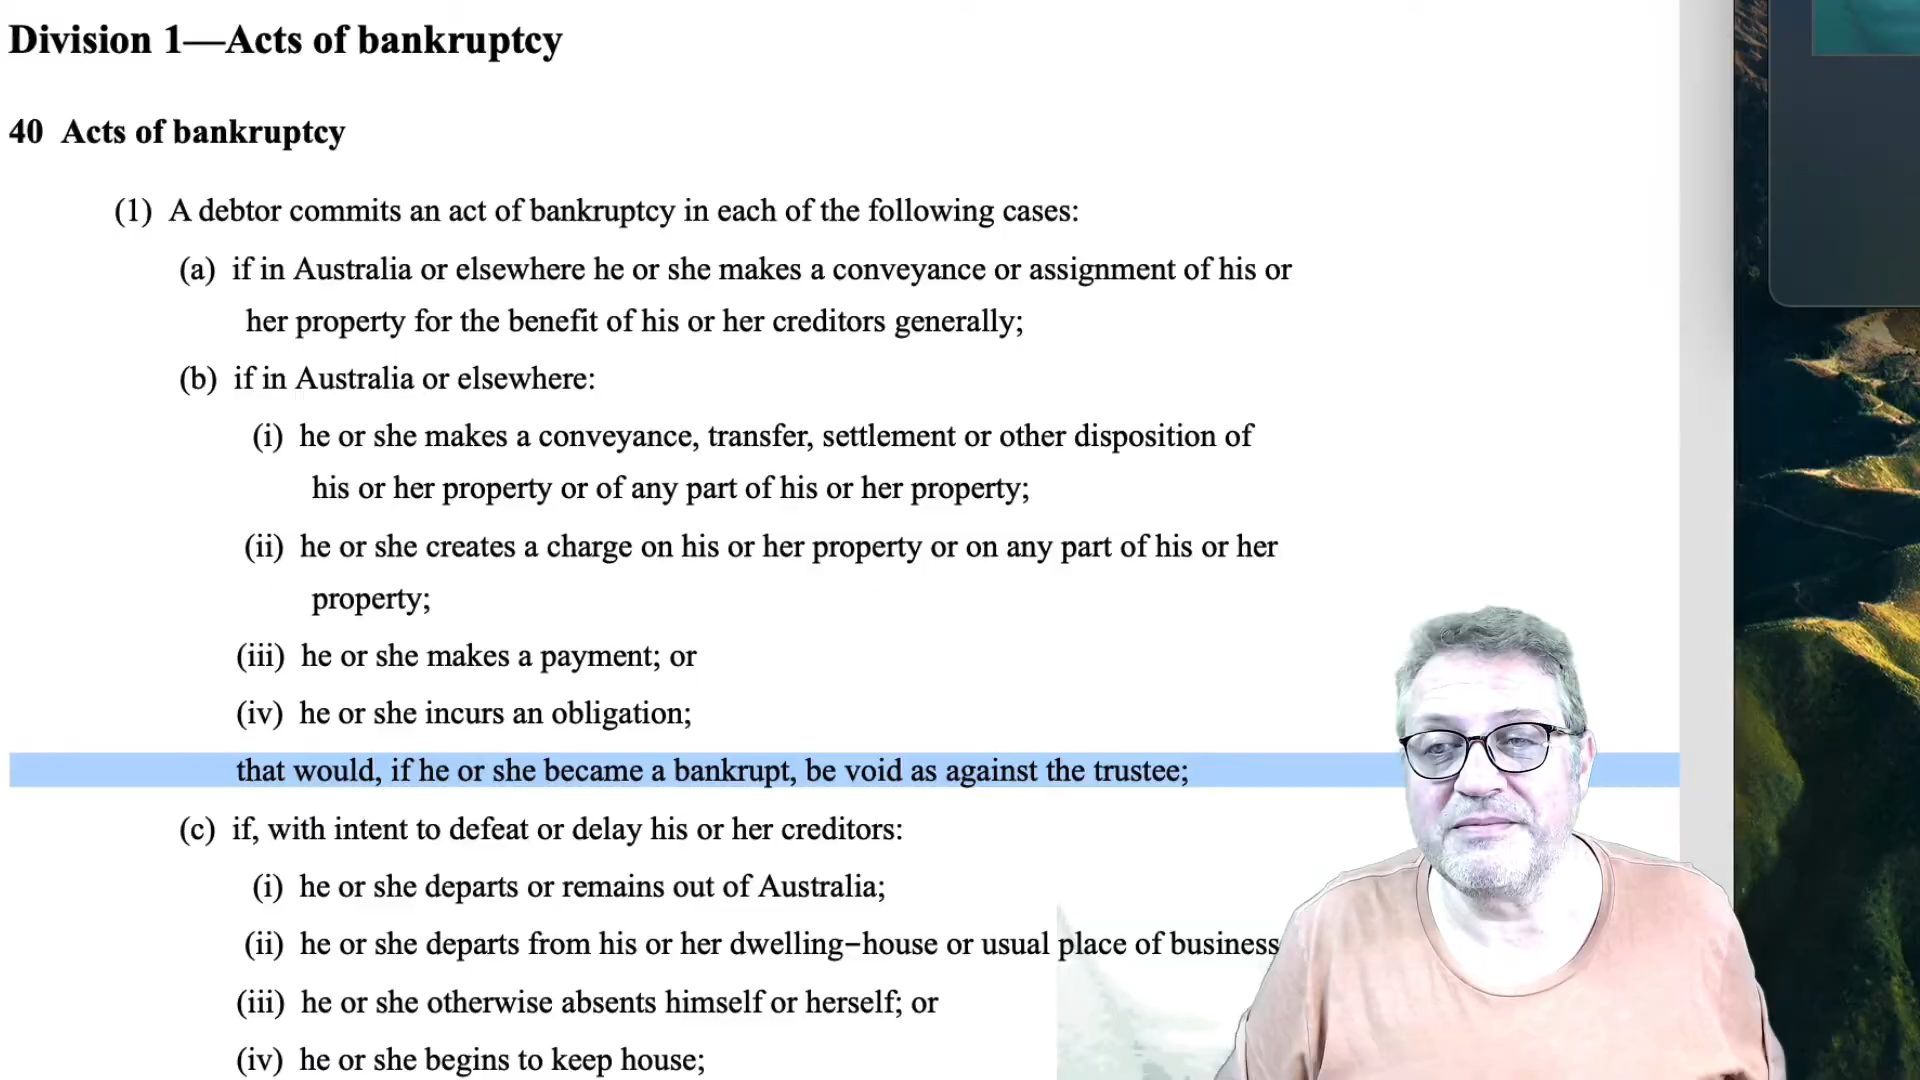 Division 1—Acts of bankruptcy
40 Acts of bankruptcy
(1) A debtor commits an act of bankruptcy in each of the following cases:
(a) if in Australia or elsewhere he or she makes a conveyance or assignment of his or
her property for the benefit of his or her creditors generally;
(b) if in Australia or elsewhere:
(i) he or she makes a conveyance, transfer, settlement or other disposition of
his or her property or of any part of his or her property;
(ii) he or she creates a charge on his or her property or on any part of his or her
property;
(iii) he or she makes a payment; or
(iv) he or she incurs an obligation;
that would, if he or she became a bankrupt, be void as against the trustee;
(c) if, with intent to defeat or delay his or her creditors:
(i) he or she departs or remains out of Australia;
(ii) he or she departs from his or her dwelling-house or usual place of business
(iii) he or she otherwise absents himself or herself; or
(iv) he or she begins to keep house;